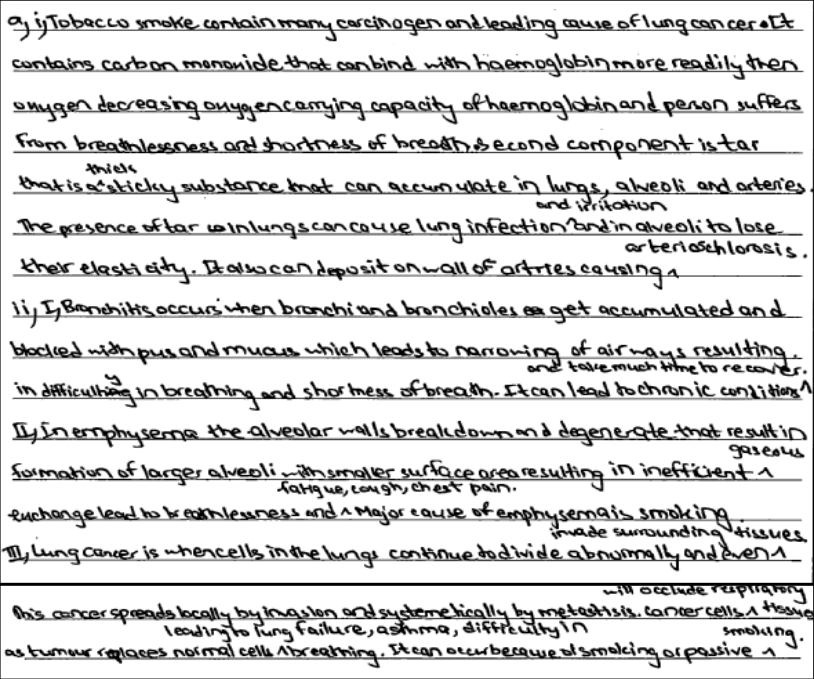 a, i, Tobacco smoke contain many carcinogen and leading cause of lung cancer. It
contains carbon monoxide that can bind with haemoglobin more readily then
oxygen decreasing oxygen carrying capacity of haemoglobin and person suffers
from breathlessness and shortness of breath. Second component is tar
thick
that is a ^ sticky substance that can accumulate in lungs, alveoli and arteries.
and irritation
The presence of tar in lungs can cause lung infection ^ and in alveoli to lose
arterioschlorosis.
their elasticity. It also can deposit on wall of artries causing ^
ii, I, Bronchitis occurs when bronchi and bronchioles get accumulated and
blocked with pus and mucus which leads to narrowing of airways resulting.
and take much time to recover.
in difficulty in breathing and shortness of breath. It can lead to chronic conditions ^
II, In emphysema the alveolar walls breakdown and degenerate that result in
gaseous
formation of larger alveoli with smaller surface area resulting in inefficient ^
fatigue, cough, chest pain.
exchange lead to breathlessness and ^ Major cause of emphysema is smoking.
invade surrounding tissues.
III, Lung cancer is when cells in the lungs continue to divide abnormally and even ^
will occlude respiratory
This cancer spreads locally by invasion and systemetically by metastisis. cancer cells ^ tissue
leading to lung failure, asthma, difficulty in smoking.
as tumour replaces normal cells ^ breathing. It can occur because of smoking or passive ^